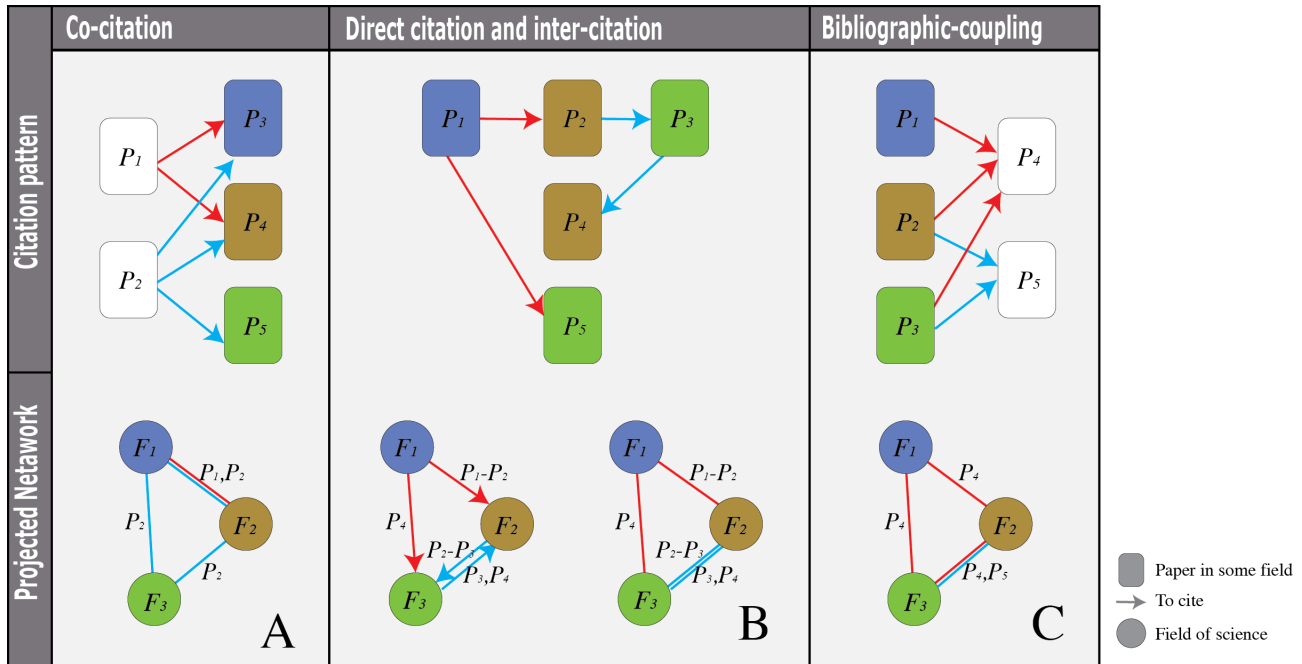 Co-citation
Direct citation and inter-citation
Bibliographic-coupling
Citation pattern
P1
P2
P3
P4
P5
P1
P2
P3
P4
P5
P1
P2
P3
P4
P5
Projected Netawork
F1
P1,P2
F2
P2
P2
F3
A
F1
P1-P2
P4
F2
P2-P3
P3,P4
F3
F1
P1-P2
P4
F2
P2-P3
P3,P4
F3
B
F1
P4
P4
F2
P4,P5
F3
C
Paper in some field
To cite
Field of science